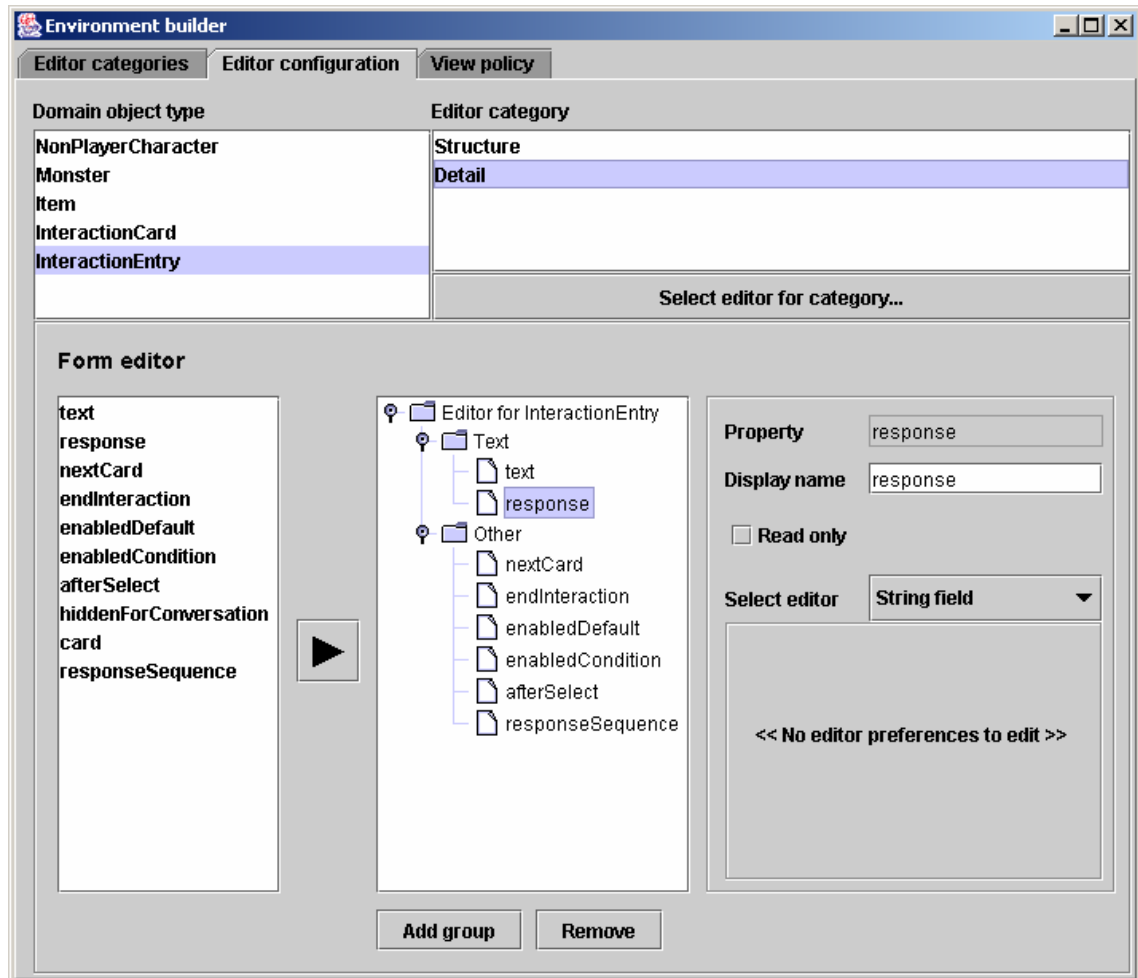 Environment builder
Editor categories
Editor configuration
View policy
Domain object type
Editor category
NonPlayerCharacter
Monster
Item
InteractionCard
InteractionEntry
Structure
Detail
Select editor for category...
Form editor
text
response
nextCard
endInteraction
enabledDefault
enabledCondition
afterSelect
hiddenForConversation
card
responseSequence
Editor for InteractionEntry
Text
text
response
Other
nextCard
endInteraction
enabledDefault
enabledCondition
afterSelect
responseSequence
Property response
Display name response
Read only
Select editor String field
<< No editor preferences to edit >>
Add group
Remove